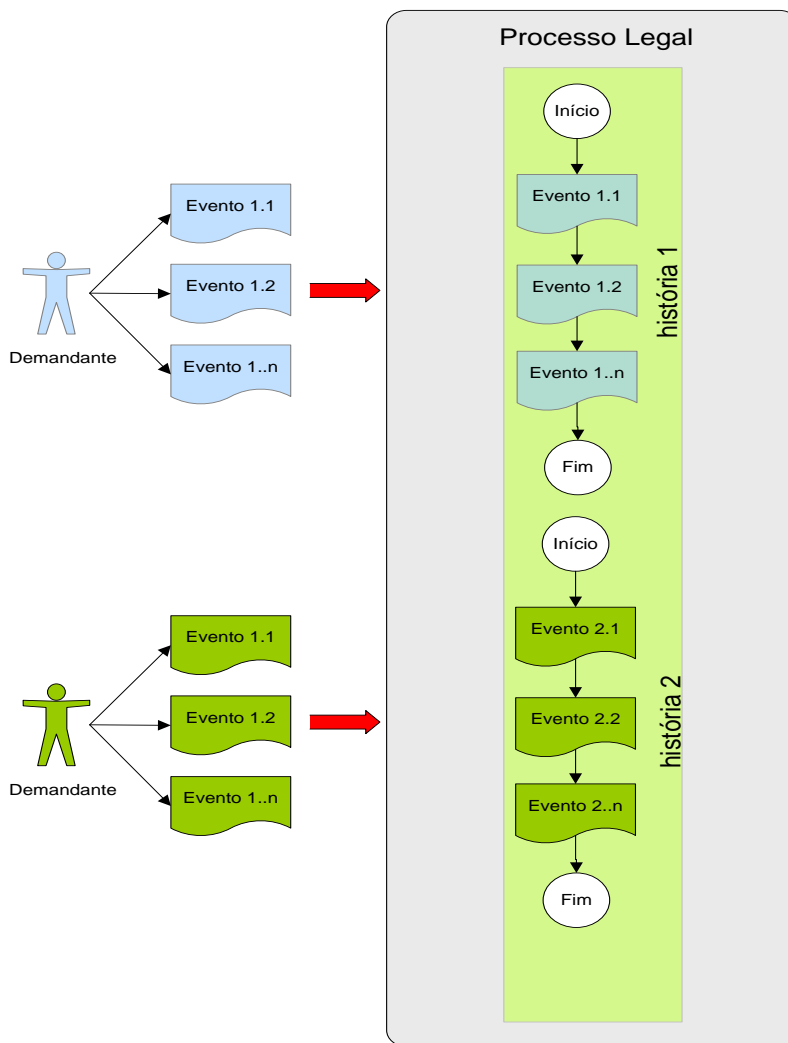 Processo Legal
Início
Evento 1.1
Evento 1.2
Evento 1..n
Demandante
Evento 1.1
Evento 1.2
Evento 1..n
história 1
Fim
Início
Evento 1.1
Evento 1.2
Evento 1..n
Demandante
Evento 2.1
Evento 2.2
Evento 2..n
história 2
Fim